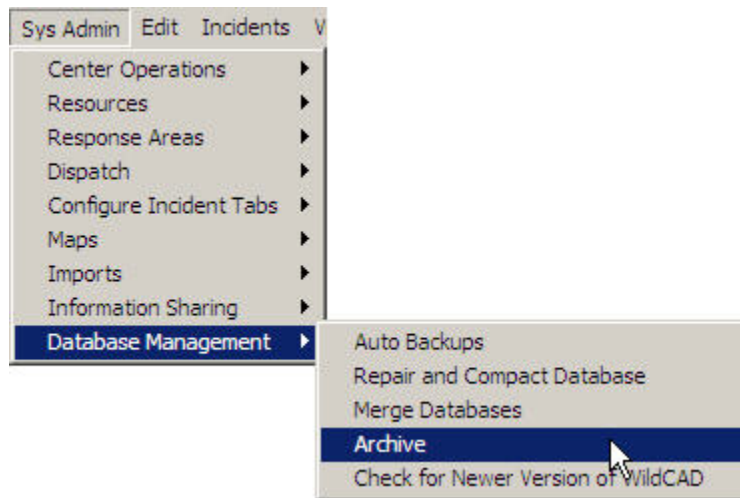 Sys Admin Edit Incidents
Center Operations
Resources
Response Areas
Dispatch
Configure Incident Tabs
Maps
Imports
Information Sharing
Database Management
Auto Backups
Repair and Compact Database
Merge Databases
Archive
Check for Newer Version of WildCAD